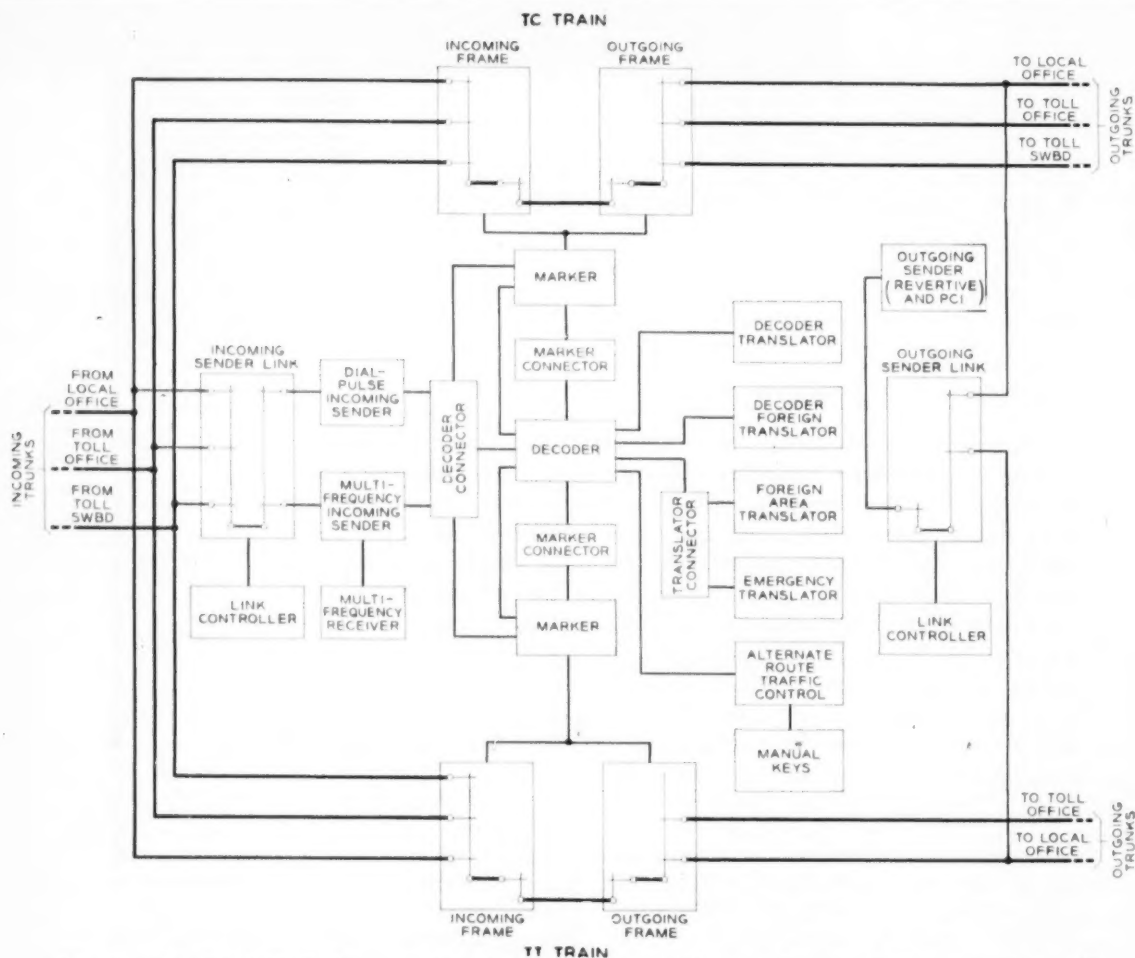 TC TRAIN
INCOMING
FRAME
OUTGOING
FRAME
TO LOCAL
OFFICE
TO TOLL
OFFICE
TO TOLL
SWBD
OUTGOING
TRUNKS
MARKER
OUTGOING
SENDER
(REVERTIVE)
AND PCI
MARKER
CONNECTOR
DECODER
TRANSLATOR
INCOMING
SENDER LINK
DIAL-
PULSE
INCOMING
SENDER
OUTGOING
SENDER LINK
FROM
LOCAL
OFFICE
FROM
TOLL
OFFICE
FROM
TOLL
SWBD
INCOMING
TRUNKS
DECODER
CONNECTOR
DECODER
DECODER
FOREIGN
TRANSLATOR
MULTI-
FREQUENCY
INCOMING
SENDER
FOREIGN
AREA
TRANSLATOR
MARKER
CONNECTOR
TRANSLATOR
CONNECTOR
EMERGENCY
TRANSLATOR
LINK
CONTROLLER
MULTI-
FREQUENCY
RECEIVER
MARKER
LINK
CONTROLLER
ALTERNATE
ROUTE
TRAFFIC
CONTROL
MANUAL
KEYS
TO TOLL
OFFICE
TO LOCAL
OFFICE
OUTGOING
TRUNKS
INCOMING
FRAME
OUTGOING
FRAME
TT TRAIN